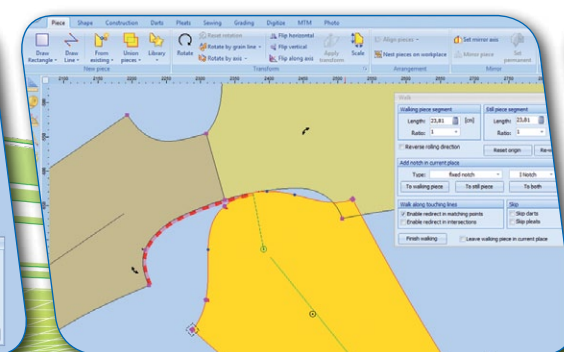 Piece Shape Construction Darts Pleats Sewing Grading Digitize MTM Photo
Draw Rectangle Draw Line From existing Union pieces Library
Rotate Reset rotation Rotate by grain line Rotate by axis
Flip horizontal Flip vertical Flip along axis
Apply transform Scale
Align pieces Nest pieces on workplace
Set mirror axis Mirror piece Set permanent
New piece Transform Arrangement Mirror
Walk
Walking piece segment Still piece segment
Length: 23,81 [cm] Length: 23,81
Ratio: 1 Ratio: 1
Reverse rolling direction Reset origin
Add notch in current place
Type: fixed notch I Notch
To walking piece To still piece To both
Walk along touching lines Skip
Enable redirect in matching points Skip darts
Enable redirect in intersections Skip pleats
Finish walking Leave walking piece in current place